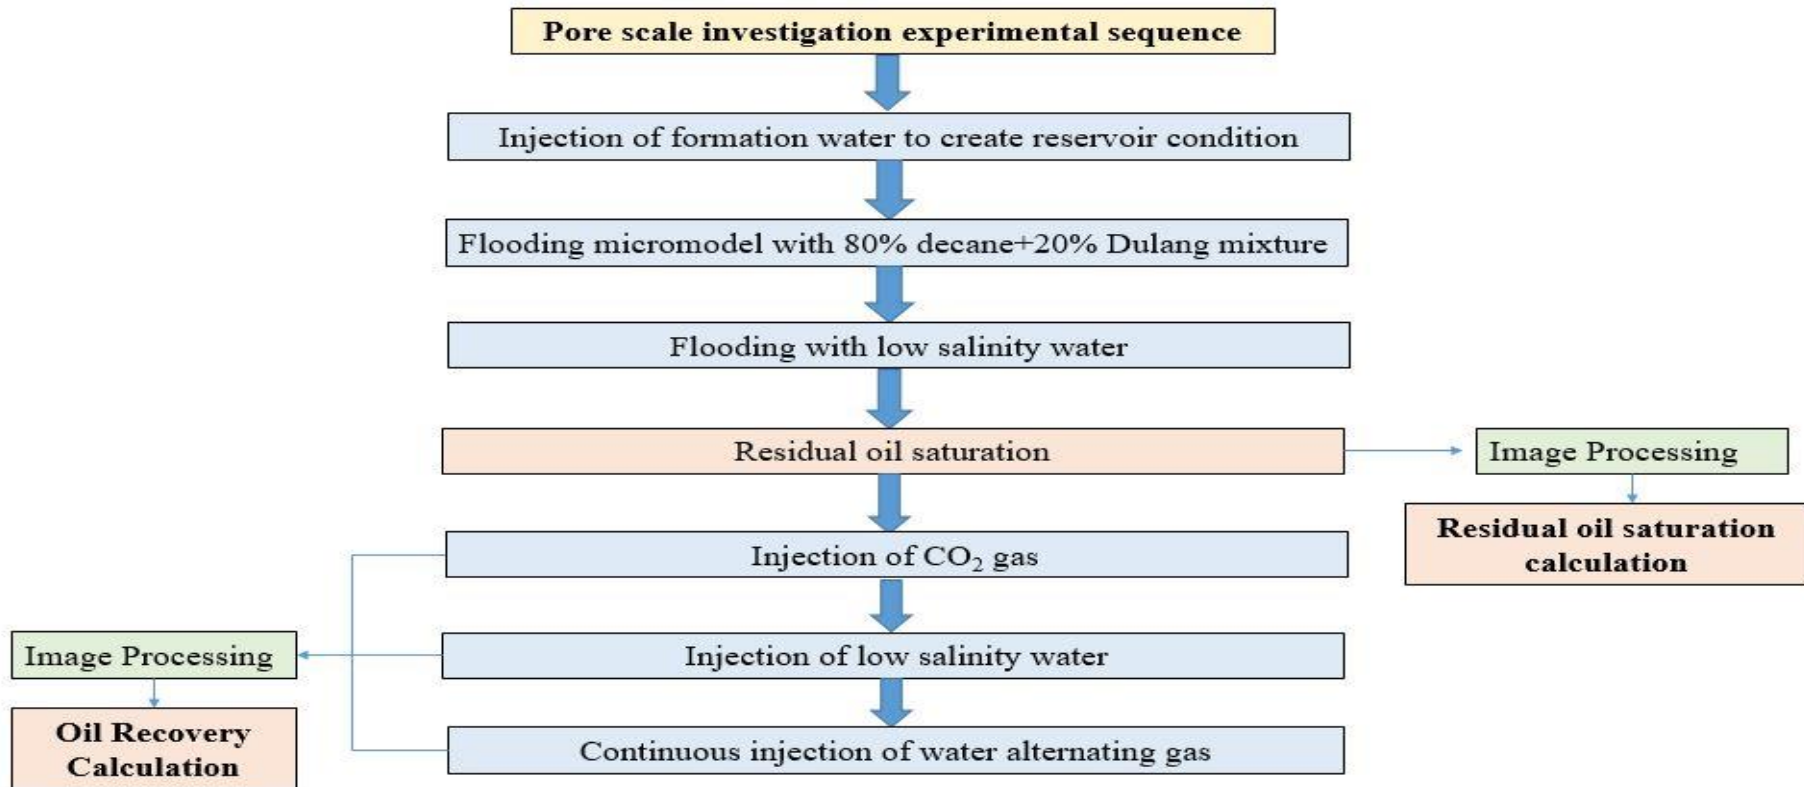 Pore scale investigation experimental sequence
Injection of formation water to create reservoir condition
Flooding micromodel with 80% decane+20% Dulang mixture
Flooding with low salinity water
Residual oil saturation
Image Processing
Residual oil saturation
calculation
Injection of CO₂ gas
Injection of low salinity water
Image Processing
Oil Recovery
Calculation
Continuous injection of water alternating gas